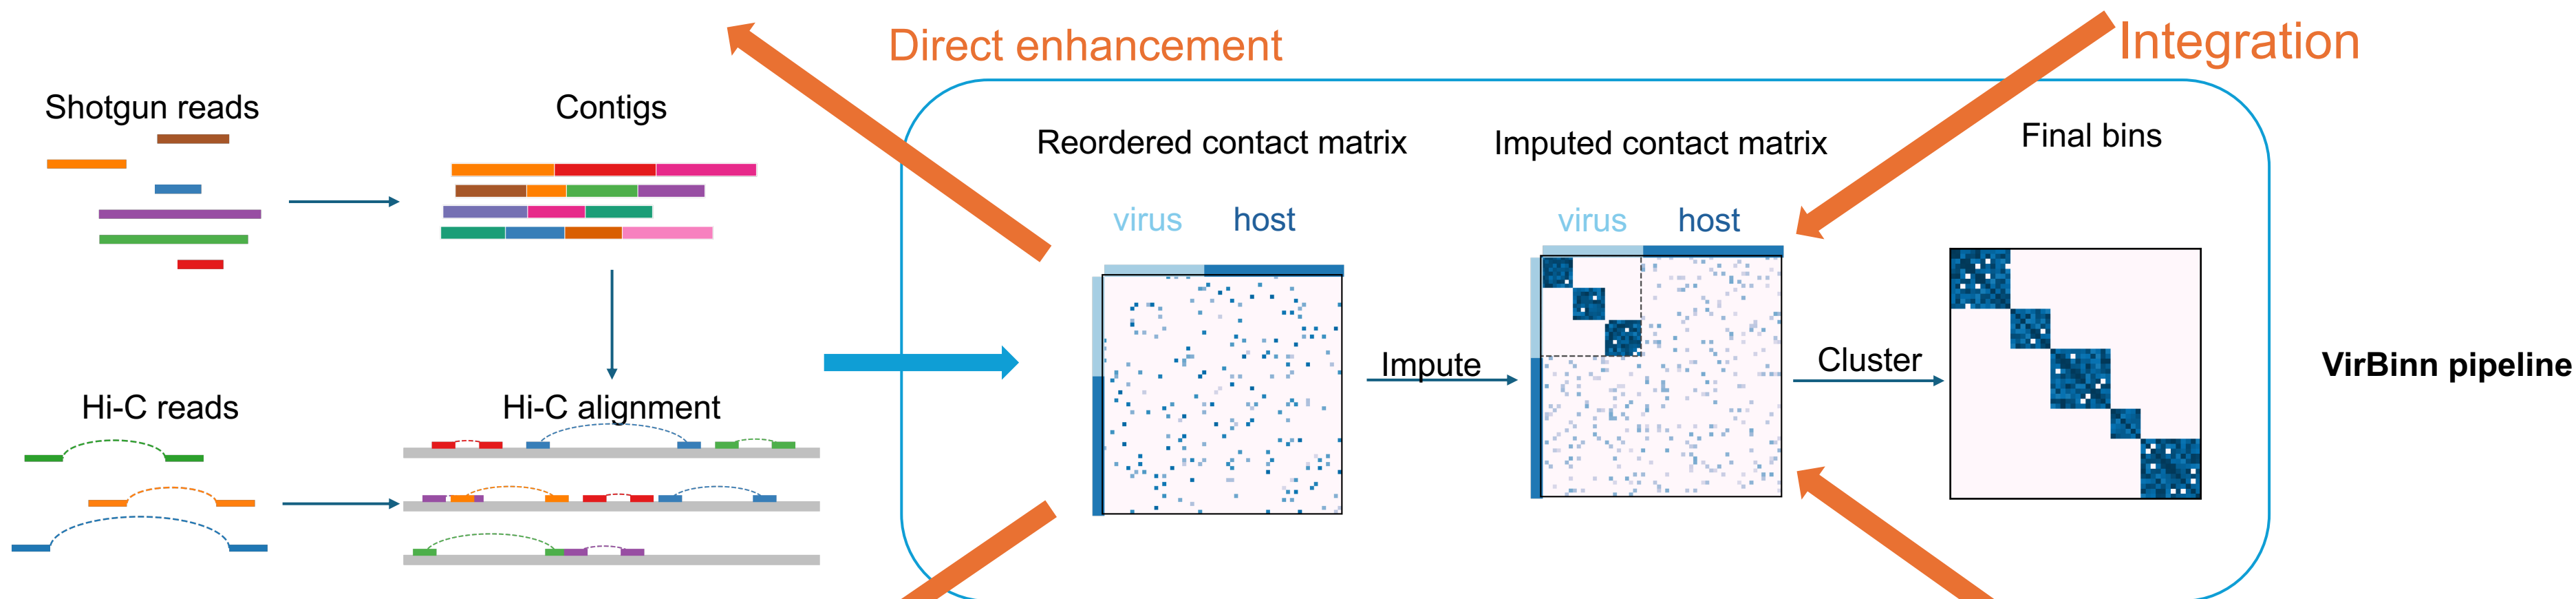 Direct enhancement
Integration
Shotgun reads
Contigs
Reordered contact matrix
Imputed contact matrix
Final bins
virus host
virus host
Impute
Cluster
VirBinn pipeline
Hi-C reads
Hi-C alignment